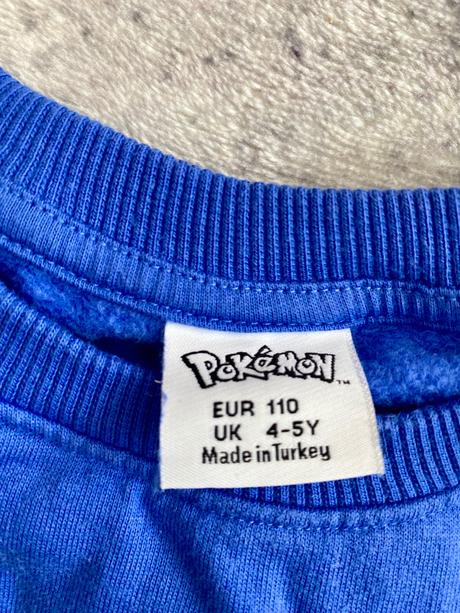 POKéMON™
EUR 110
UK 4-5Y
Made in Turkey